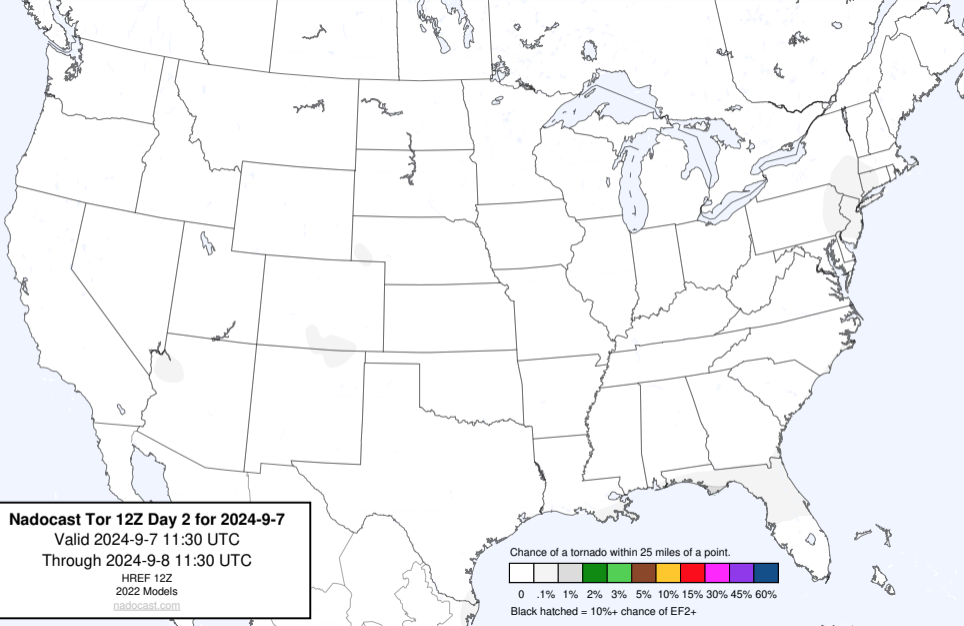 Nadocast Tor 12Z Day 2 for 2024-9-7
Valid 2024-9-7 11:30 UTC
Through 2024-9-8 11:30 UTC
HREF 12Z
2022 Models
nadocast.com
Chance of a tornado within 25 miles of a point.
0 .1% 1% 2% 3% 5% 10% 15% 30% 45% 60%
Black hatched = 10%+ chance of EF2+